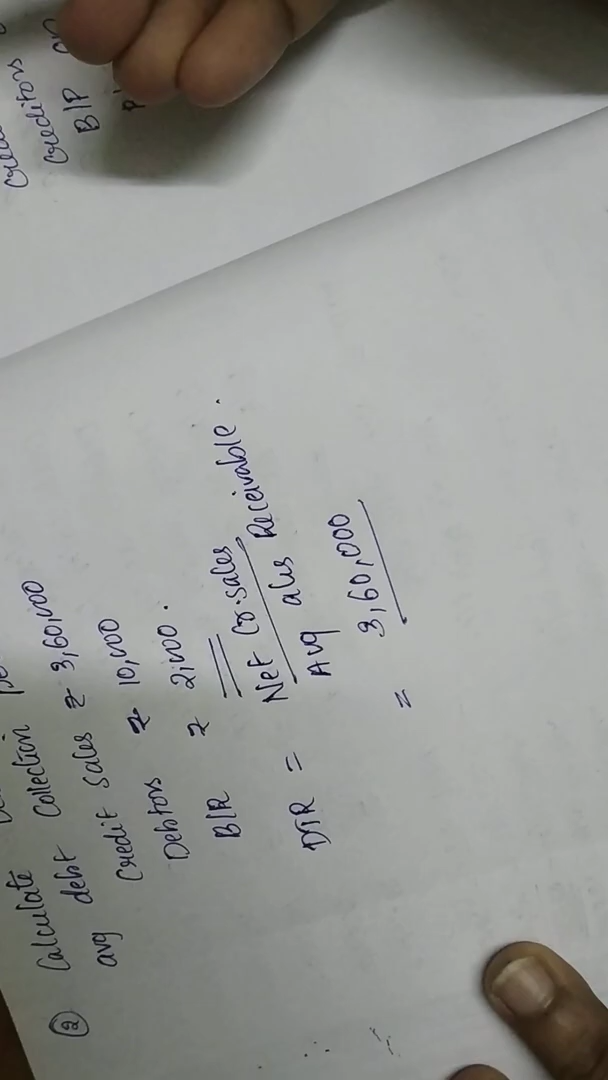 ② Calculate
avg debt collection
Credit sales = 3,60,000
Debtors = 10,000
B/R = 2,000.
DTR = Net Cr. sales
Avg a/cs Receivable.
= 3,60,000
Creditors
B/P